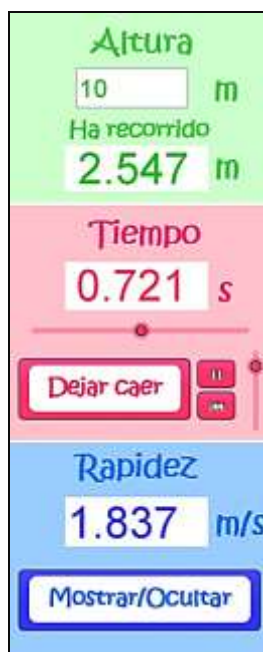 Altura
10 m
Ha recorrido
2.547 m
Tiempo
0.721 s
Dejar caer
Rapidez
1.837 m/s
Mostrar/Ocultar